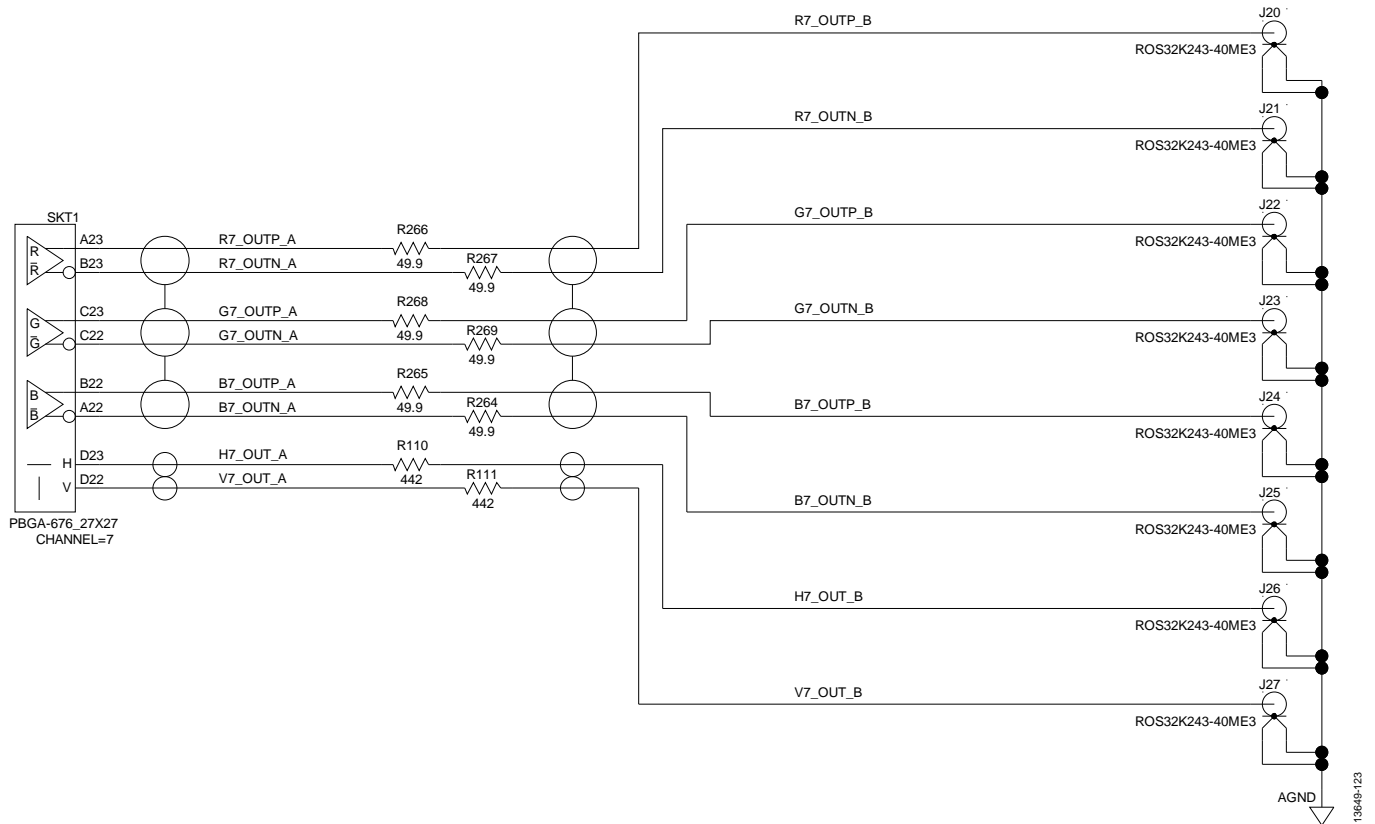 R7_OUTP_B
J20
ROS32K243-40ME3
R7_OUTN_B
J21
ROS32K243-40ME3
SKT1
G7_OUTP_B
J22
ROS32K243-40ME3
R
R̅
A23
R7_OUTP_A
R266
49.9
B23
R7_OUTN_A
R267
49.9
G
G̅
C23
G7_OUTP_A
R268
49.9
C22
G7_OUTN_A
R269
49.9
G7_OUTN_B
J23
ROS32K243-40ME3
B
B̅
B22
B7_OUTP_A
R265
49.9
A22
B7_OUTN_A
R264
49.9
B7_OUTP_B
J24
ROS32K243-40ME3
H
D23
H7_OUT_A
R110
442
V
D22
V7_OUT_A
R111
442
PBGA-676_27X27
CHANNEL=7
B7_OUTN_B
J25
ROS32K243-40ME3
H7_OUT_B
J26
ROS32K243-40ME3
V7_OUT_B
J27
ROS32K243-40ME3
AGND
13649-123